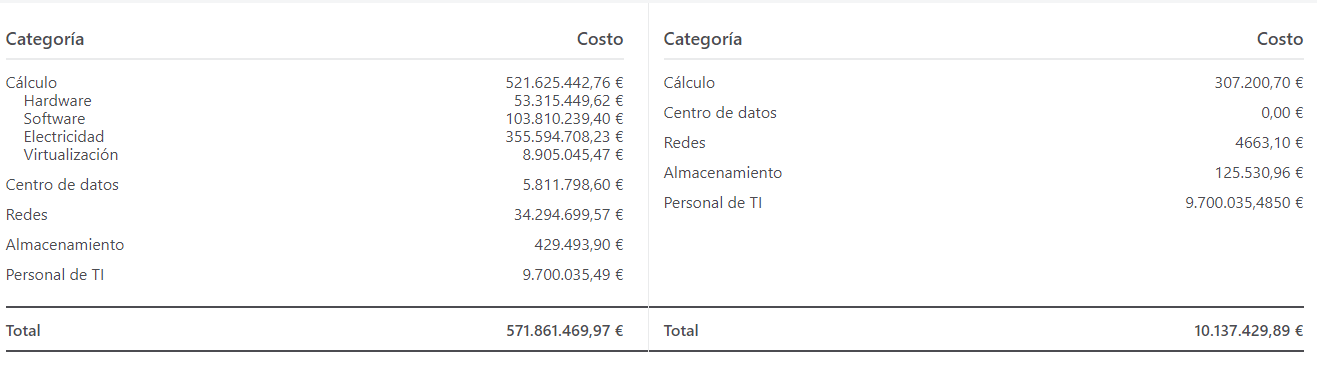 Categoría Costo
Cálculo 521.625.442,76 €
Hardware 53.315.449,62 €
Software 103.810.239,40 €
Electricidad 355.594.708,23 €
Virtualización 8.905.045,47 €
Centro de datos 5.811.798,60 €
Redes 34.294.699,57 €
Almacenamiento 429.493,90 €
Personal de TI 9.700.035,49 €
Total 571.861.469,97 €
Categoría Costo
Cálculo 307.200,70 €
Centro de datos 0,00 €
Redes 4663,10 €
Almacenamiento 125.530,96 €
Personal de TI 9.700.035,4850 €
Total 10.137.429,89 €